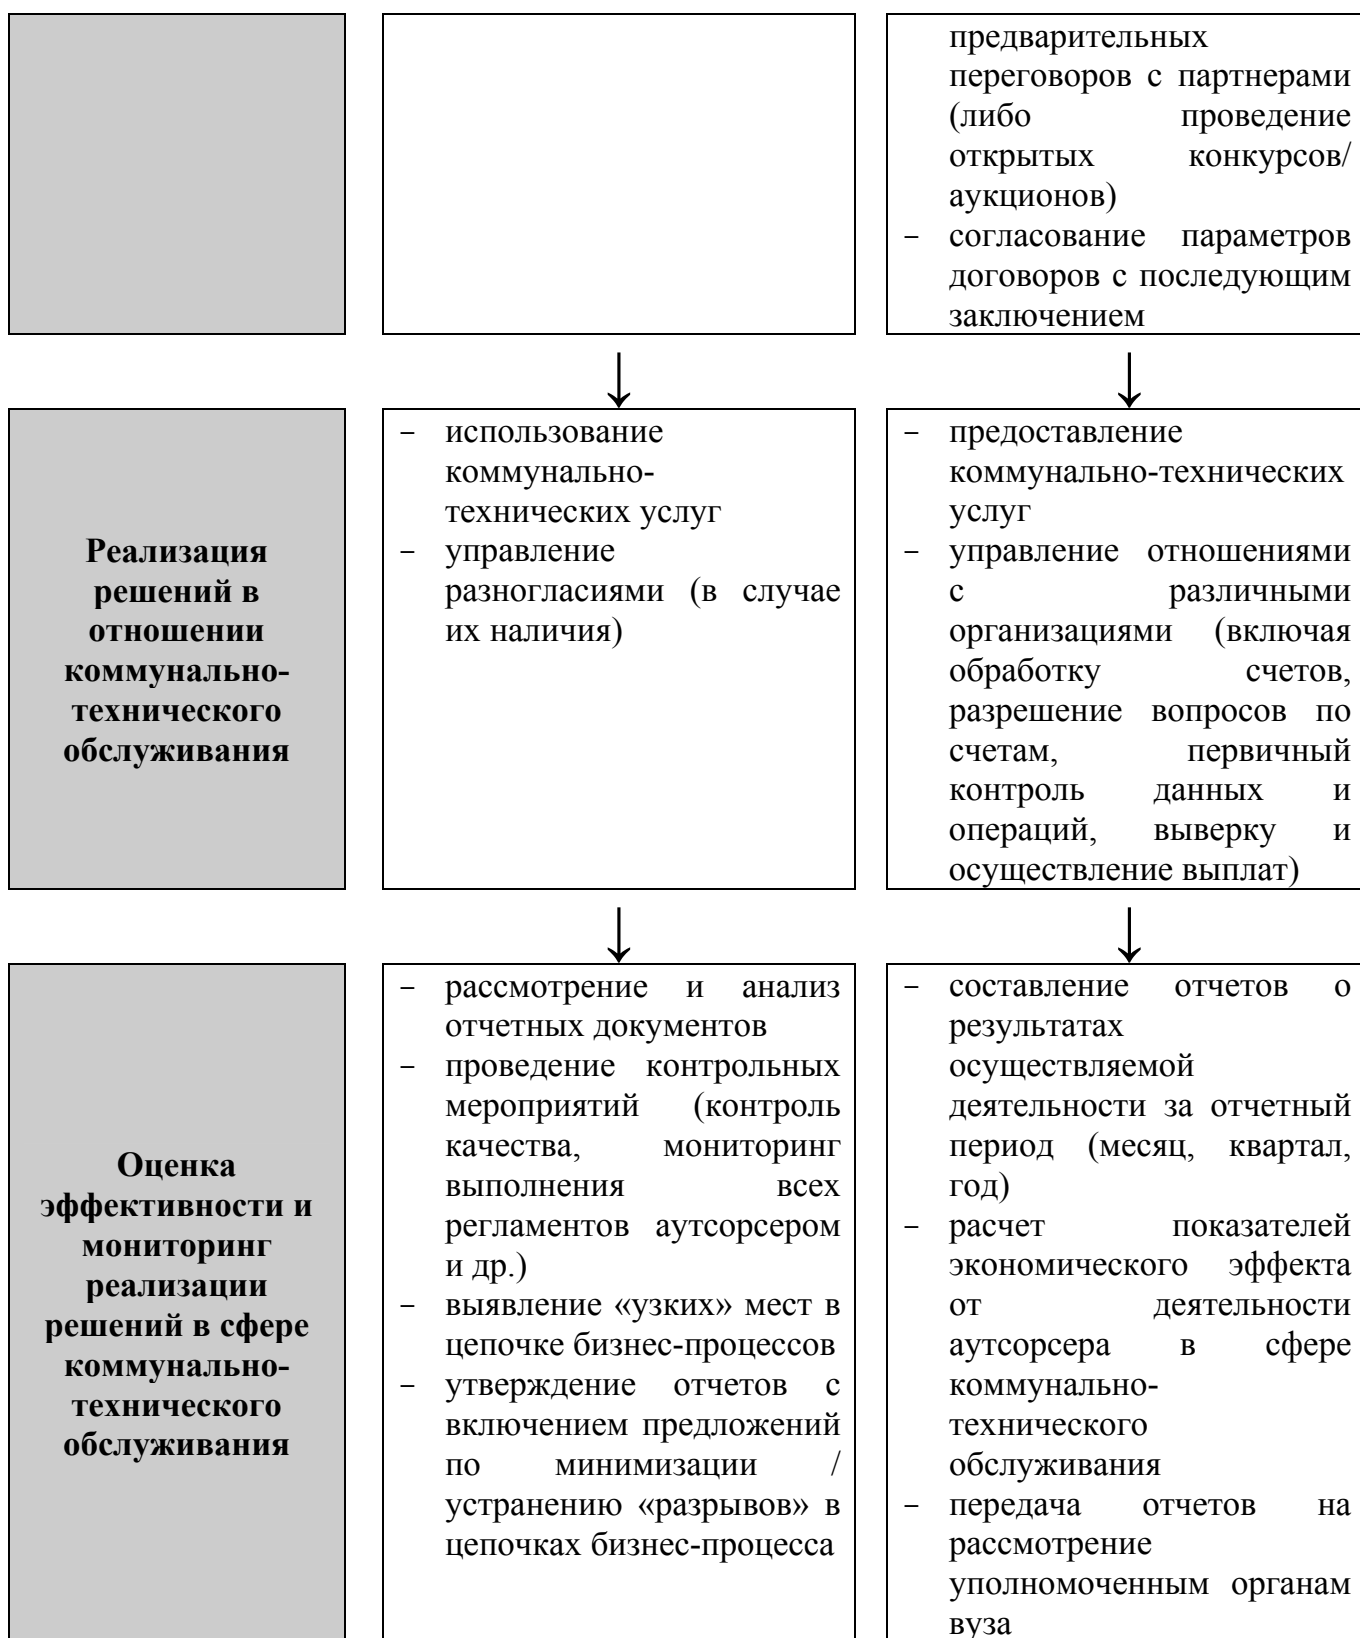 предварительных
переговоров с партнерами
(либо проведение
открытых конкурсов/
аукционов)
– согласование параметров
договоров с последующим
заключением
Реализация
решений в
отношении
коммунально-
технического
обслуживания
– использование
коммунально-
технических услуг
– управление
разногласиями (в случае
их наличия)
– предоставление
коммунально-технических
услуг
– управление отношениями
с различными
организациями (включая
обработку счетов,
разрешение вопросов по
счетам, первичный
контроль данных и
операций, выверку и
осуществление выплат)
Оценка
эффективности и
мониторинг
реализации
решений в сфере
коммунально-
технического
обслуживания
– рассмотрение и анализ
отчетных документов
– проведение контрольных
мероприятий (контроль
качества, мониторинг
выполнения всех
регламентов аутсорсером
и др.)
– выявление «узких» мест в
цепочке бизнес-процессов
– утверждение отчетов с
включением предложений
по минимизации /
устранению «разрывов» в
цепочках бизнес-процесса
– составление отчетов о
результатах
осуществляемой
деятельности за отчетный
период (месяц, квартал,
год)
– расчет показателей
экономического эффекта
от деятельности
аутсорсера в сфере
коммунально-
технического
обслуживания
– передача отчетов на
рассмотрение
уполномоченным органам
вуза